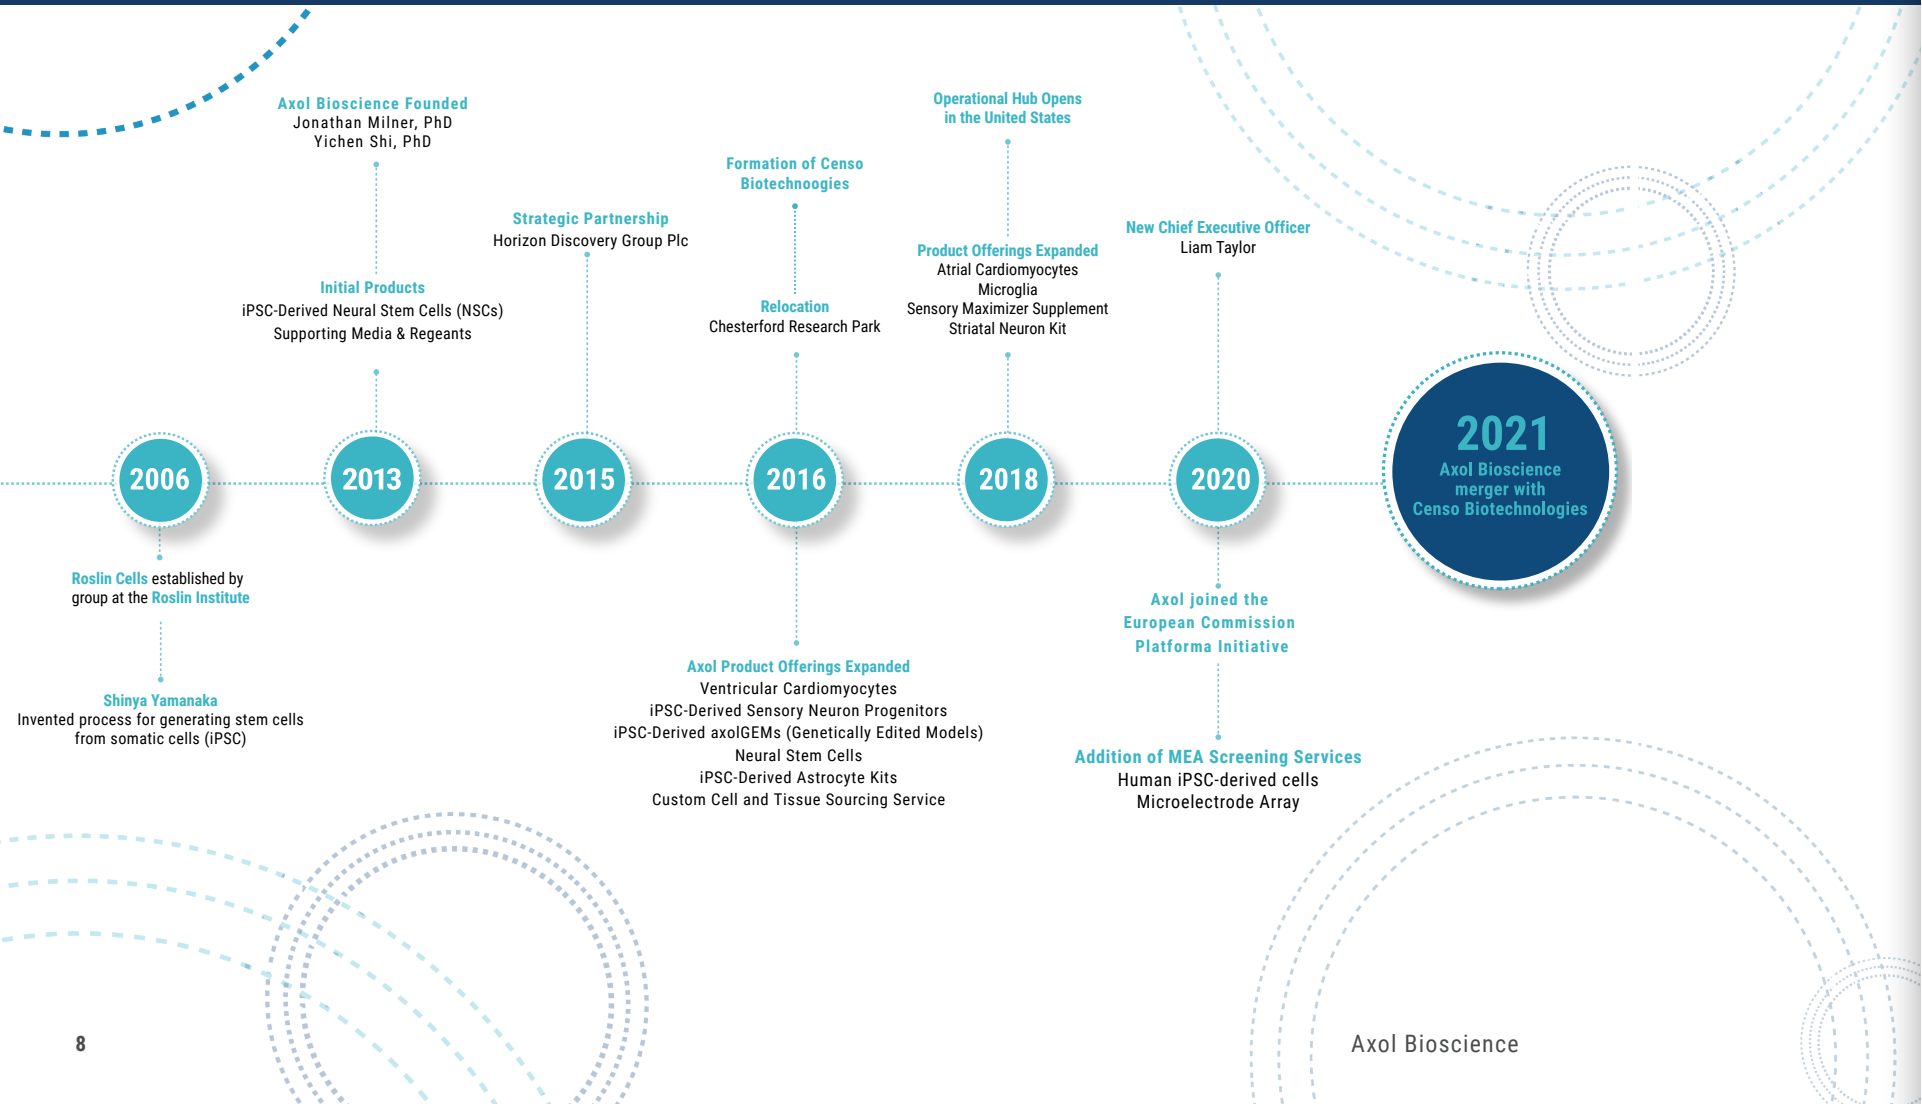 Axol Bioscience Founded
Jonathan Milner, PhD
Yichen Shi, PhD
Initial Products
iPSC-Derived Neural Stem Cells (NSCs)
Supporting Media & Regeants
Strategic Partnership
Horizon Discovery Group Plc
Formation of Censo
Biotechnoogies
Relocation
Chesterford Research Park
Operational Hub Opens
in the United States
Product Offerings Expanded
Atrial Cardiomyocytes
Microglia
Sensory Maximizer Supplement
Striatal Neuron Kit
New Chief Executive Officer
Liam Taylor
2006
2013
2015
2016
2018
2020
2021
Axol Bioscience
merger with
Censo Biotechnologies
Roslin Cells established by
group at the Roslin Institute
Shinya Yamanaka
Invented process for generating stem cells
from somatic cells (iPSC)
Axol Product Offerings Expanded
Ventricular Cardiomyocytes
iPSC-Derived Sensory Neuron Progenitors
iPSC-Derived axolGEMs (Genetically Edited Models)
Neural Stem Cells
iPSC-Derived Astrocyte Kits
Custom Cell and Tissue Sourcing Service
Axol joined the
European Commission
Platforma Initiative
Addition of MEA Screening Services
Human iPSC-derived cells
Microelectrode Array
8
Axol Bioscience